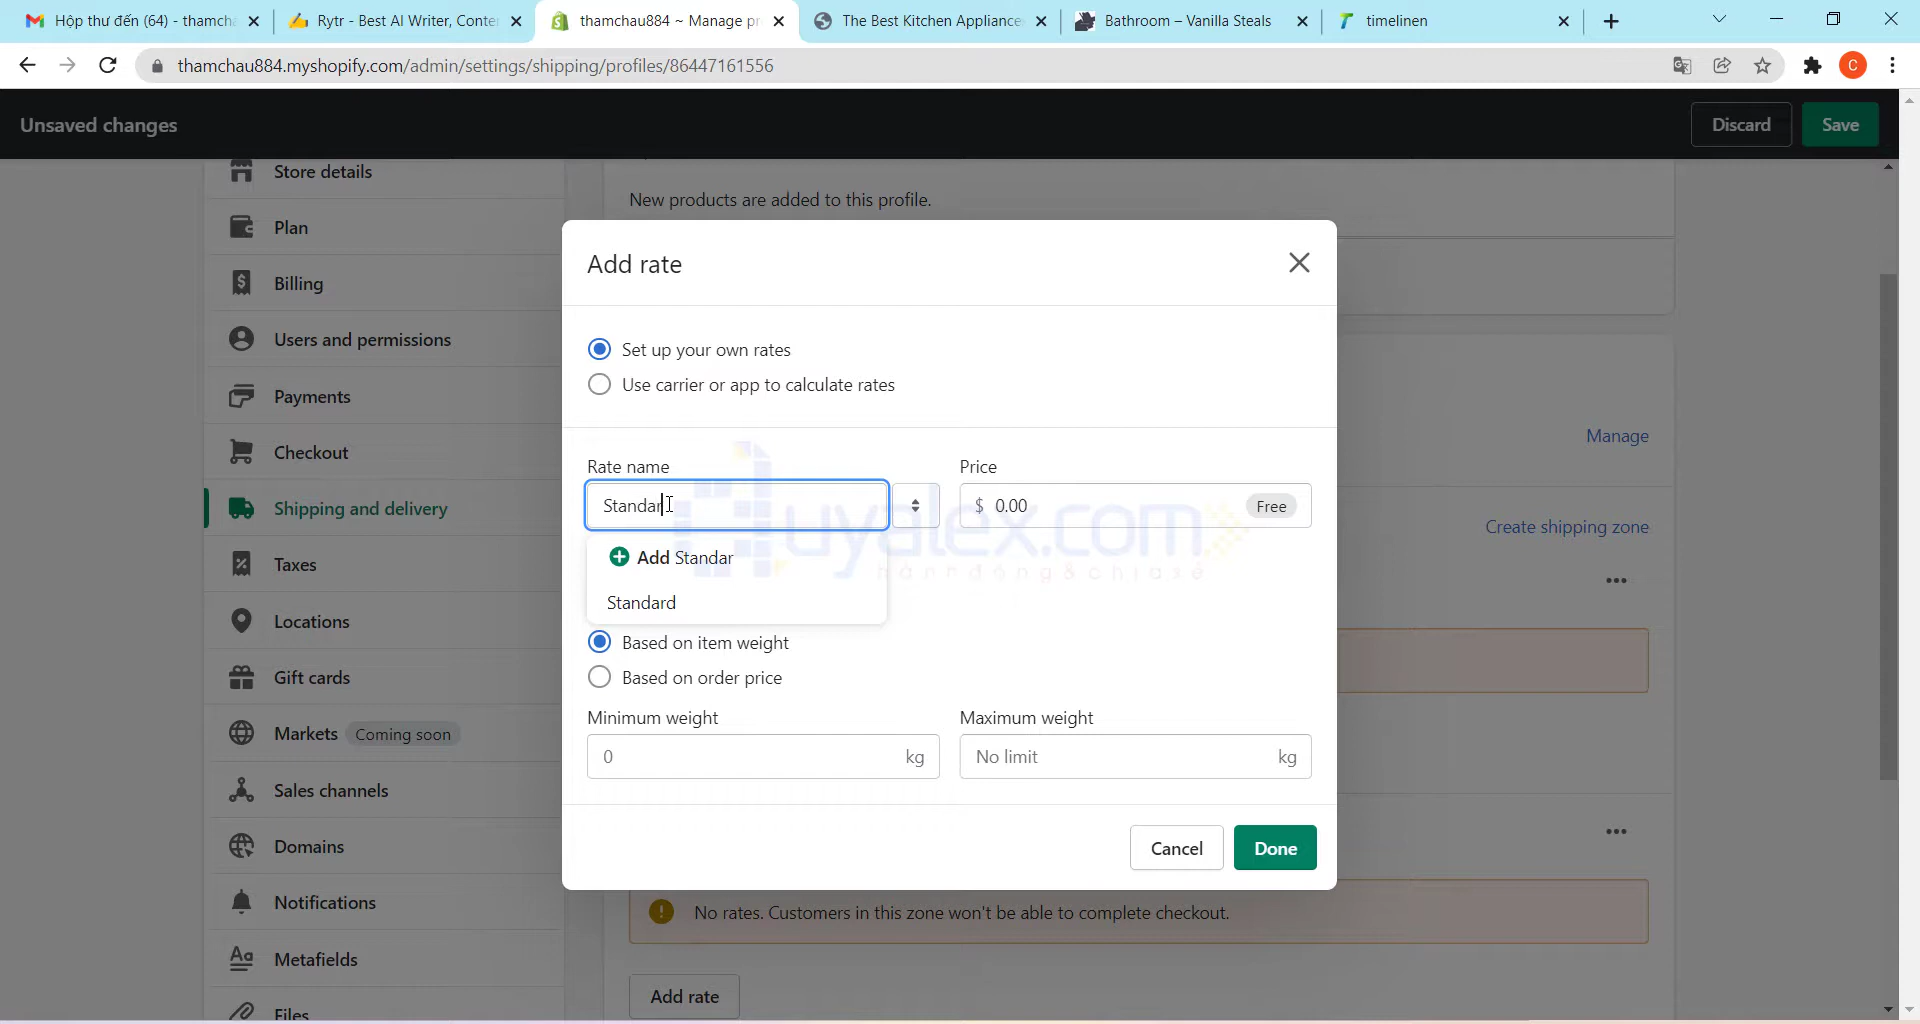 Hộp thư đến (64) - thamcha
Rytr - Best AI Writer, Conter
thamchau884 ~ Manage pr
The Best Kitchen Appliances
Bathroom – Vanilla Steals
timelinen
thamchau884.myshopify.com/admin/settings/shipping/profiles/86447161556
C
Unsaved changes
Discard
Save
Store details
Plan
Billing
Users and permissions
Payments
Checkout
Shipping and delivery
Taxes
Locations
Gift cards
Markets Coming soon
Sales channels
Domains
Notifications
Metafields
Files
New products are added to this profile.
Manage
Create shipping zone
Add rate
Set up your own rates
Use carrier or app to calculate rates
Rate name
Price
Standar
$ 0.00 Free
Add Standar
Standard
Based on item weight
Based on order price
Minimum weight
Maximum weight
0 kg
No limit kg
Cancel
Done
No rates. Customers in this zone won't be able to complete checkout.
Add rate
uyalex.com